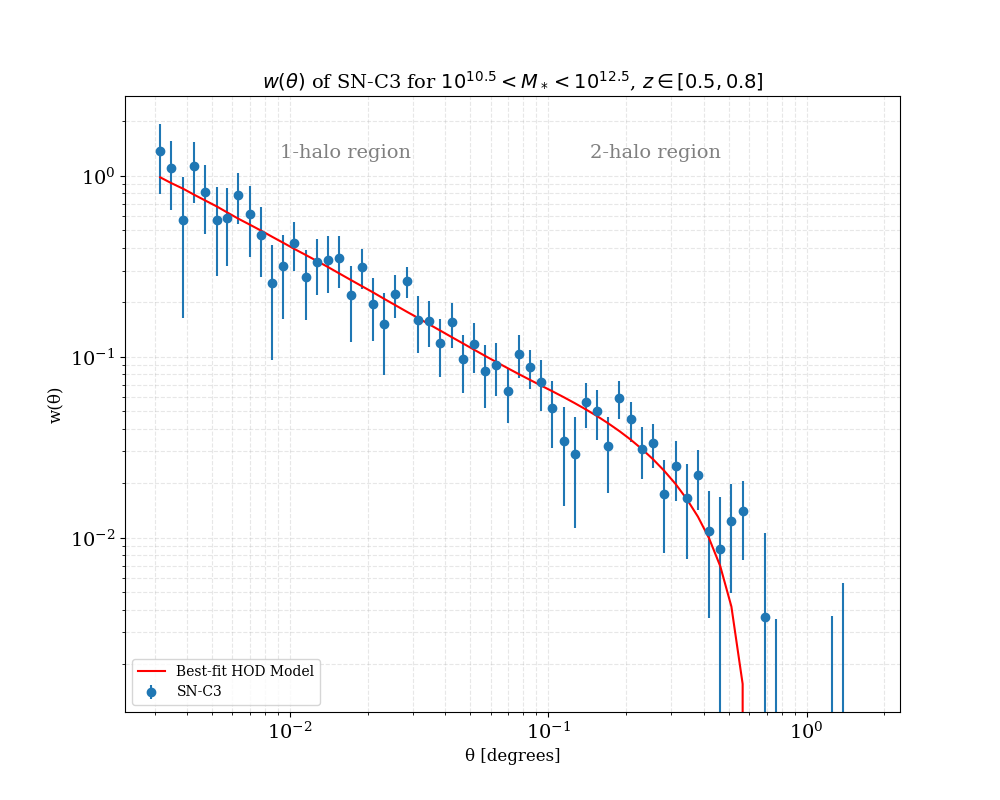 w(θ) of SN-C3 for 10^{10.5} < M_* < 10^{12.5}, z ∈ [0.5, 0.8]
1-halo region 2-halo region
10^0
10^{-1}
w(θ)
10^{-2}
Best-fit HOD Model
SN-C3
10^{-2} 10^{-1} 10^0
θ [degrees]